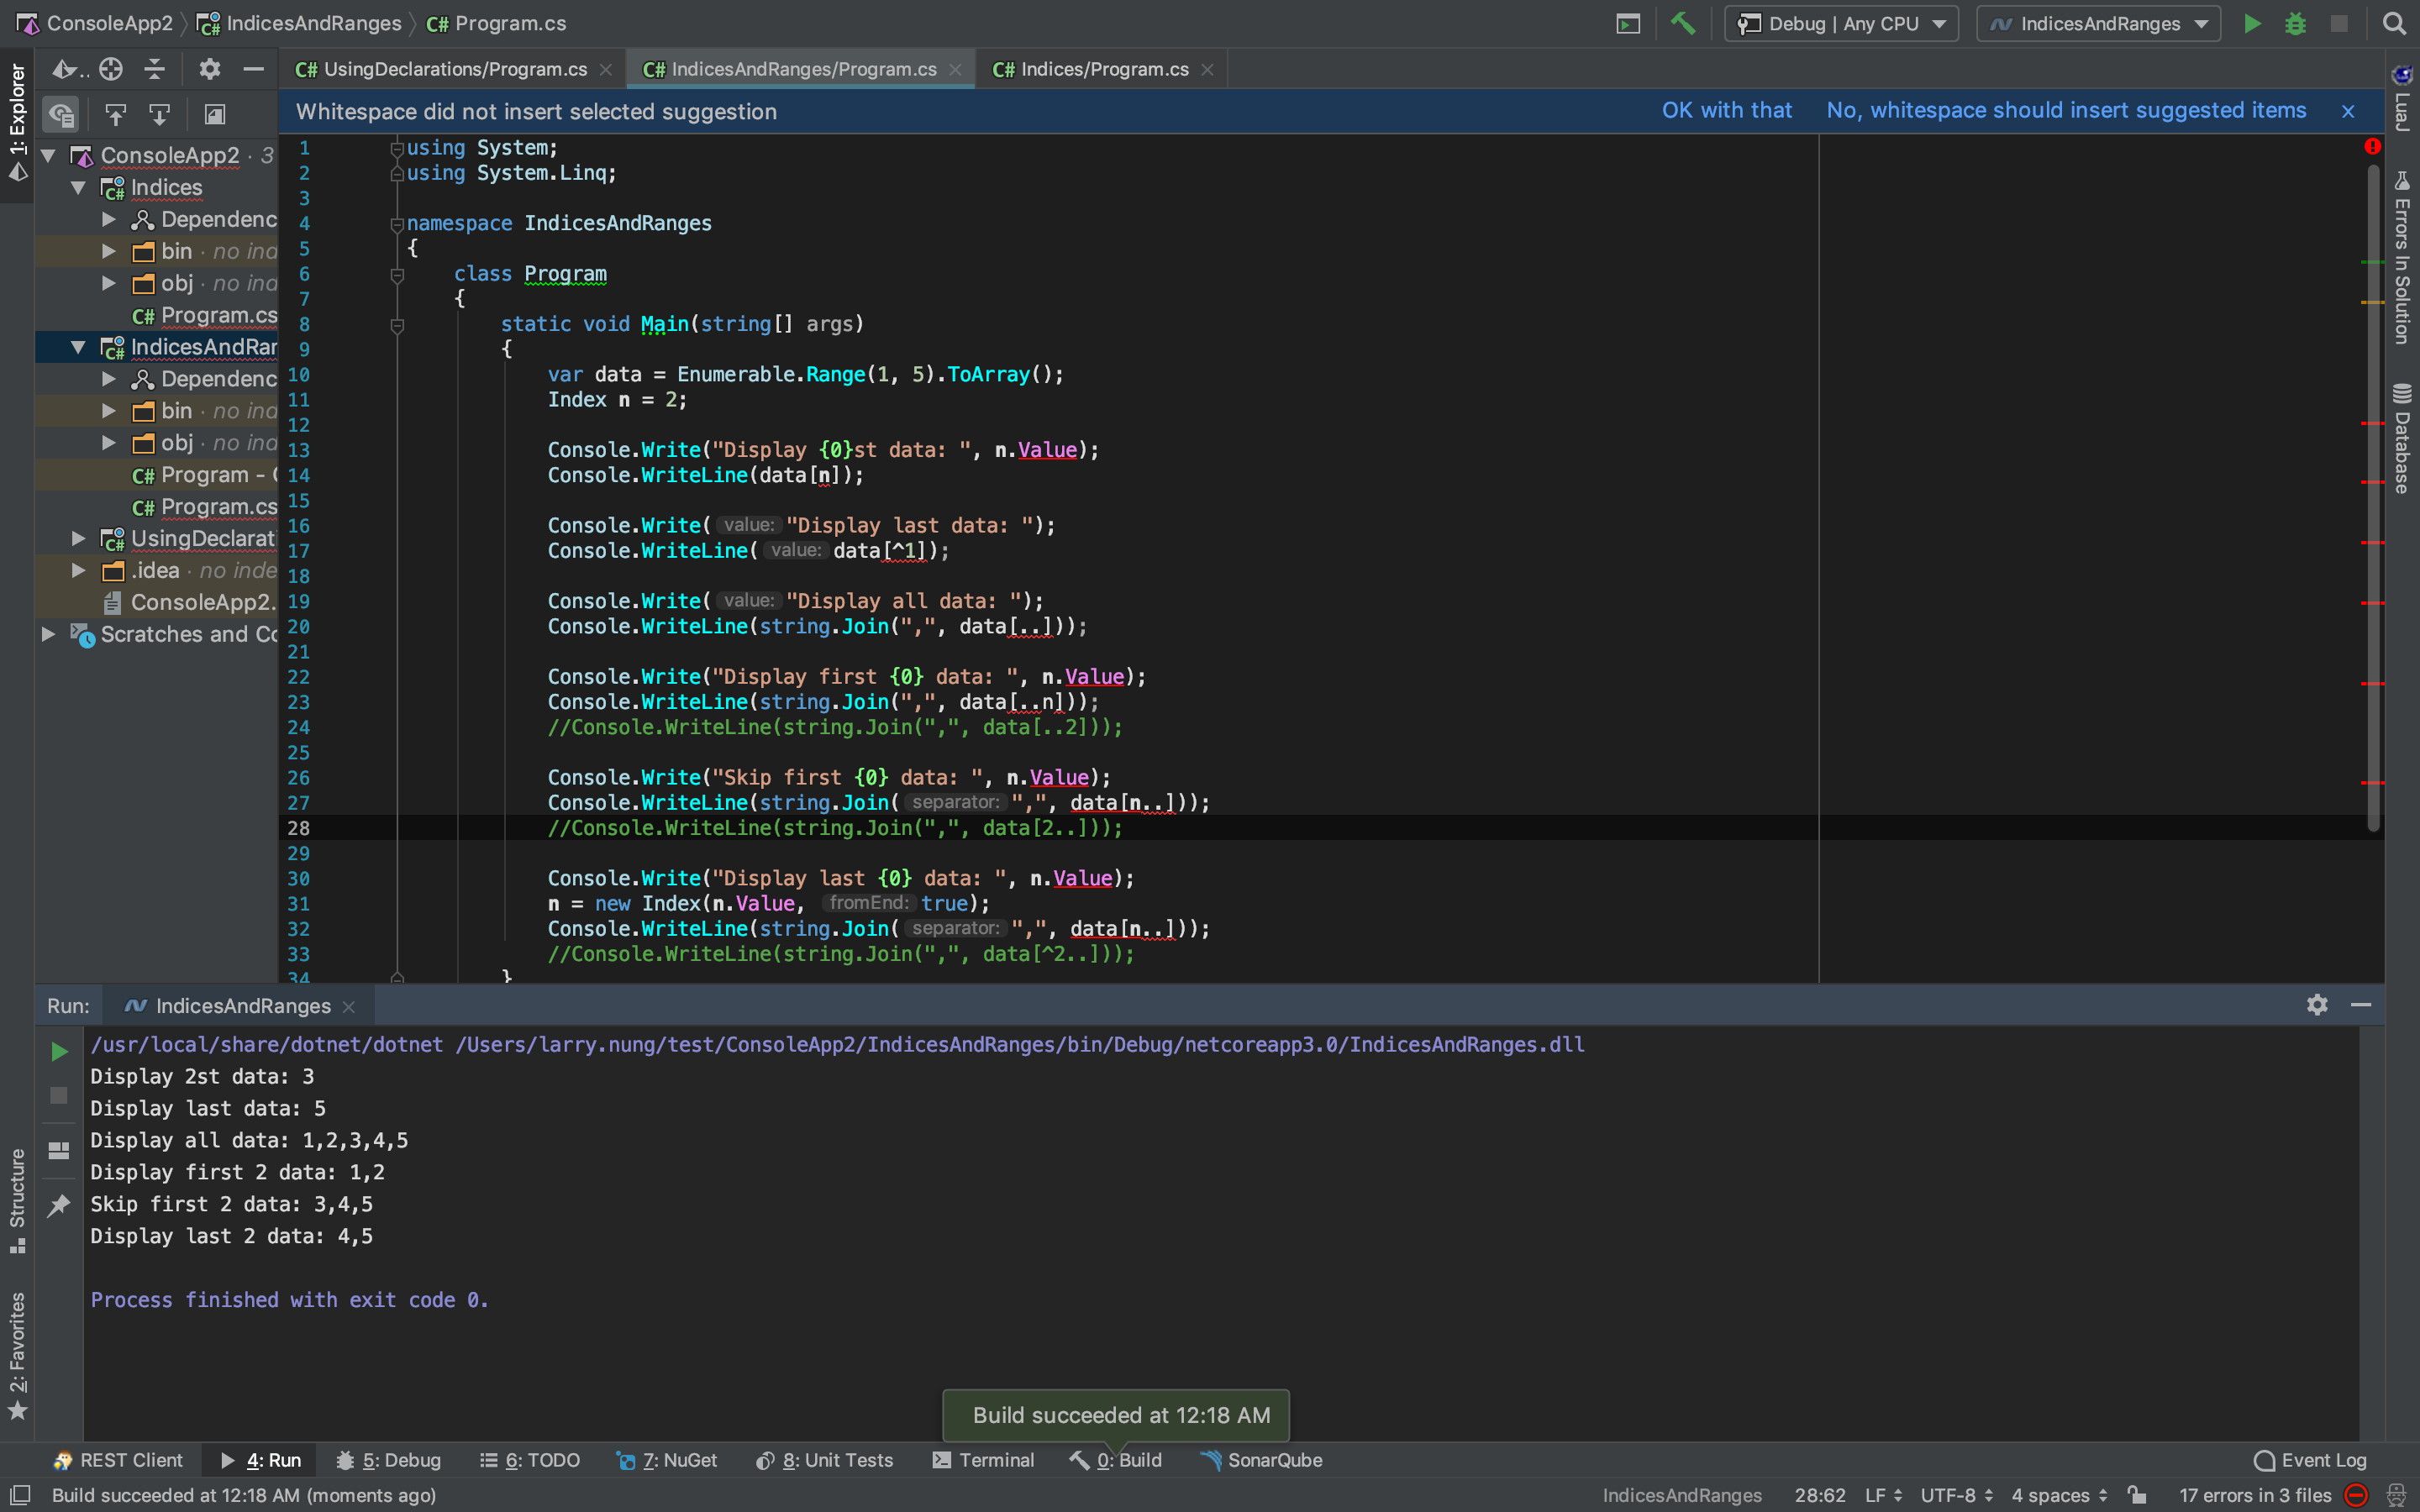 ConsoleApp2 IndicesAndRanges C# Program.cs Debug | Any CPU IndicesAndRanges
C# UsingDeclarations/Program.cs C# IndicesAndRanges/Program.cs C# Indices/Program.cs
Whitespace did not insert selected suggestion OK with that No, whitespace should insert suggested items x
1: Explorer
ConsoleApp2 · 3
Indices
Dependenc
bin · no ind
obj · no ind
C# Program.cs
IndicesAndRar
Dependenc
bin · no ind
obj · no ind
C# Program -
C# Program.cs
UsingDeclarat
.idea · no inde
ConsoleApp2.
Scratches and Co
1 using System;
2 using System.Linq;
3
4 namespace IndicesAndRanges
5 {
6 class Program
7 {
8 static void Main(string[] args)
9 {
10 var data = Enumerable.Range(1, 5).ToArray();
11 Index n = 2;
12
13 Console.Write("Display {0}st data: ", n.Value);
14 Console.WriteLine(data[n]);
15
16 Console.Write( value: "Display last data: ");
17 Console.WriteLine( value: data[^1]);
18
19 Console.Write( value: "Display all data: ");
20 Console.WriteLine(string.Join(",", data[..]));
21
22 Console.Write("Display first {0} data: ", n.Value);
23 Console.WriteLine(string.Join(",", data[..n]));
24 //Console.WriteLine(string.Join(",", data[..2]));
25
26 Console.Write("Skip first {0} data: ", n.Value);
27 Console.WriteLine(string.Join( separator: ",", data[n..]));
28 //Console.WriteLine(string.Join(",", data[2..]));
29
30 Console.Write("Display last {0} data: ", n.Value);
31 n = new Index(n.Value, fromEnd: true);
32 Console.WriteLine(string.Join( separator: ",", data[n..]));
33 //Console.WriteLine(string.Join(",", data[^2..]));
34 }
LuaJ
Errors In Solution
Database
Run: IndicesAndRanges
/usr/local/share/dotnet/dotnet /Users/larry.nung/test/ConsoleApp2/IndicesAndRanges/bin/Debug/netcoreapp3.0/IndicesAndRanges.dll
Display 2st data: 3
Display last data: 5
Display all data: 1,2,3,4,5
Display first 2 data: 1,2
Skip first 2 data: 3,4,5
Display last 2 data: 4,5
Process finished with exit code 0.
Structure
2: Favorites
Build succeeded at 12:18 AM
REST Client 4: Run 5: Debug 6: TODO 7: NuGet 8: Unit Tests Terminal 0: Build SonarQube Event Log
Build succeeded at 12:18 AM (moments ago) IndicesAndRanges 28:62 LF UTF-8 4 spaces 17 errors in 3 files